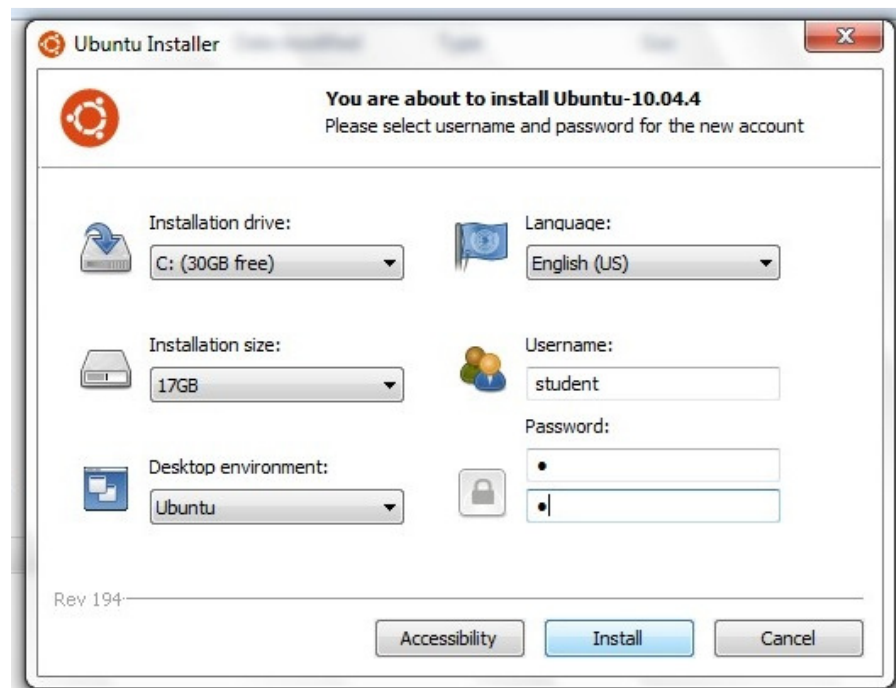 Ubuntu Installer
X
You are about to install Ubuntu-10.04.4
Please select username and password for the new account
Installation drive:
C: (30GB free)
Language:
English (US)
Installation size:
17GB
Username:
student
Password:
Desktop environment:
Ubuntu
Rev 194
Accessibility
Install
Cancel